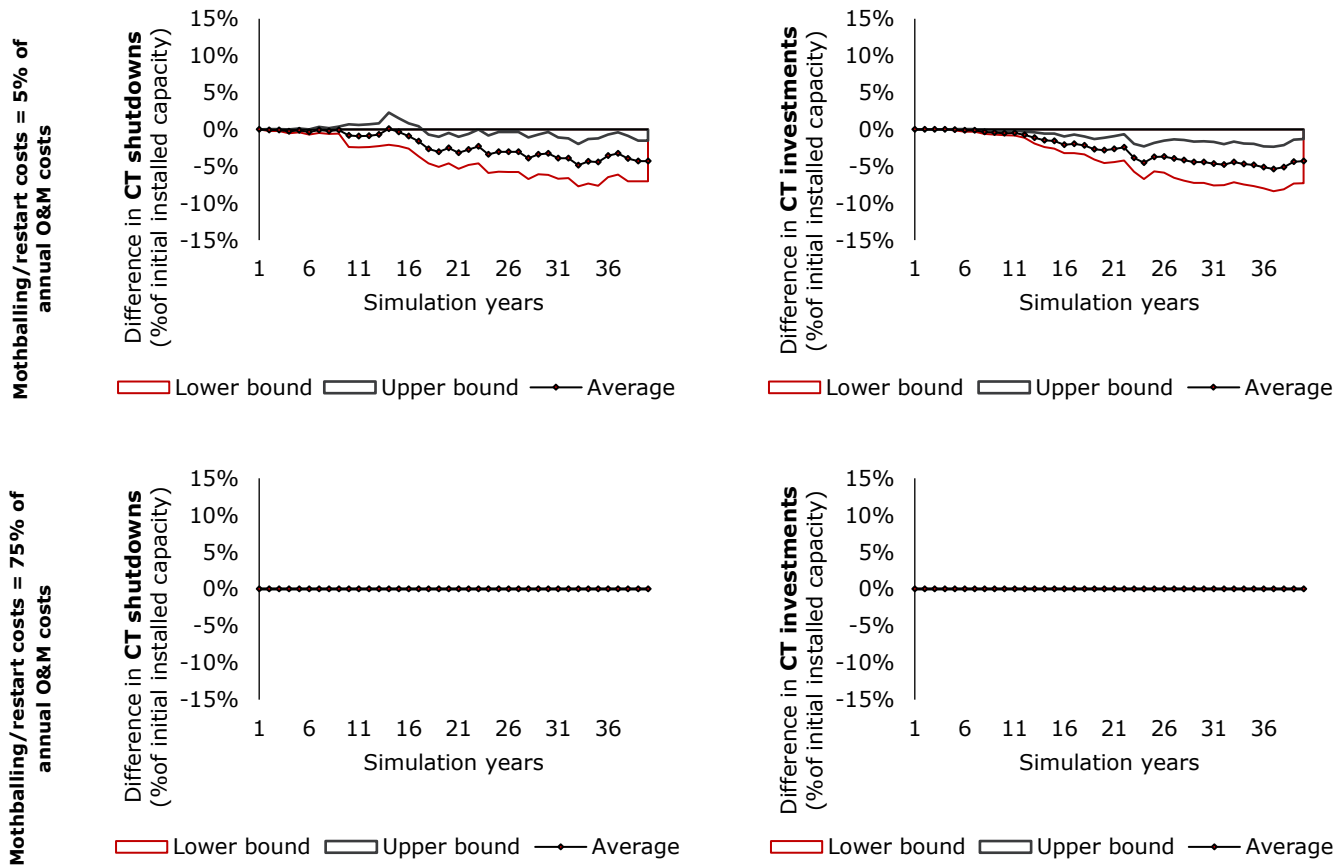 Mothballing/restart costs = 5% of
annual O&M costs
Difference in CT shutdowns
(%of initial installed capacity)
15%
10%
5%
0%
-5%
-10%
-15%
1 6 11 16 21 26 31 36
Simulation years
Lower bound Upper bound Average
Difference in CT investments
(%of initial installed capacity)
15%
10%
5%
0%
-5%
-10%
-15%
1 6 11 16 21 26 31 36
Simulation years
Lower bound Upper bound Average
Mothballing/restart costs = 75% of
annual O&M costs
Difference in CT shutdowns
(%of initial installed capacity)
15%
10%
5%
0%
-5%
-10%
-15%
1 6 11 16 21 26 31 36
Simulation years
Lower bound Upper bound Average
Difference in CT investments
(%of initial installed capacity)
15%
10%
5%
0%
-5%
-10%
-15%
1 6 11 16 21 26 31 36
Simulation years
Lower bound Upper bound Average